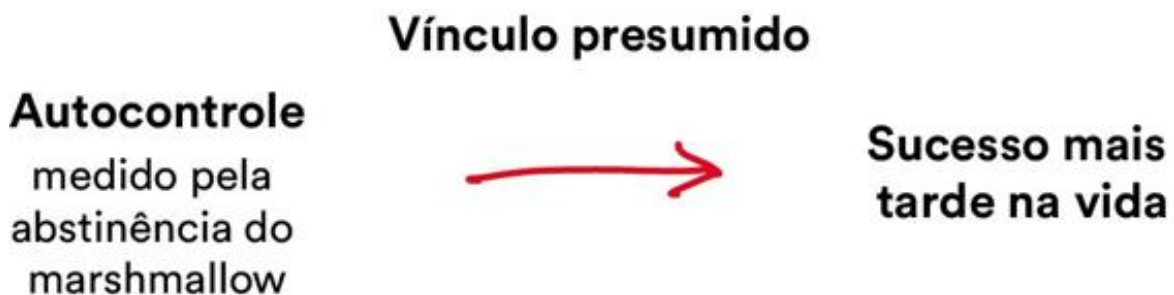 Vínculo presumido
Autocontrole
medido pela
abstinência do
marshmallow
Sucesso mais
tarde na vida